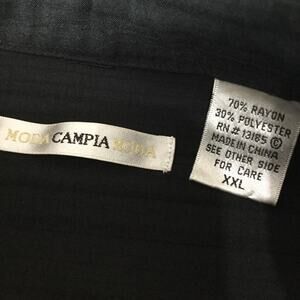 MODA CAMPIA MODA
70% RAYON
30% POLYESTER
RN # 13185 ©
MADE IN CHINA
SEE OTHER SIDE
FOR CARE
XXL